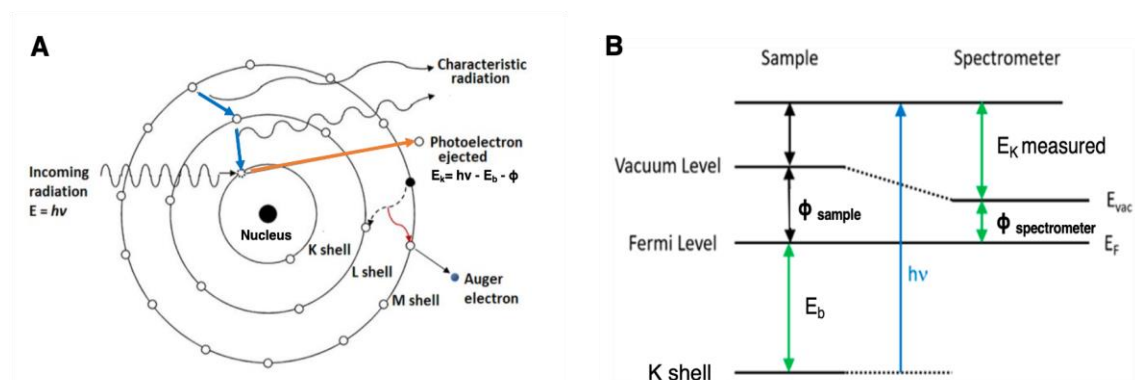 A
Characteristic
radiation
Photoelectron
ejected
Eₖ= hν - E_b - ϕ
Incoming
radiation
E = hν
Nucleus
K shell
L shell
M shell
Auger
electron
B
Sample
Spectrometer
Vacuum Level
E_K measured
ϕ sample
E_vac
ϕ spectrometer
Fermi Level
E_F
hν
E_b
K shell